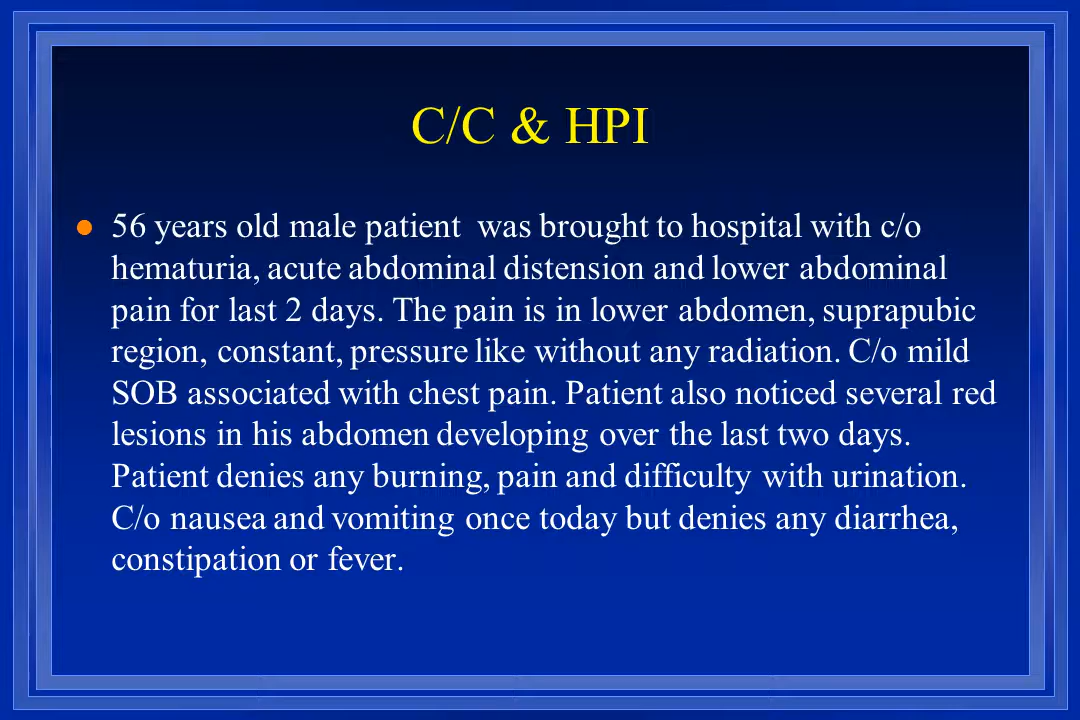 C/C & HPI
56 years old male patient  was brought to hospital with c/o
hematuria, acute abdominal distension and lower abdominal
pain for last 2 days. The pain is in lower abdomen, suprapubic
region, constant, pressure like without any radiation. C/o mild
SOB associated with chest pain. Patient also noticed several red
lesions in his abdomen developing over the last two days.
Patient denies any burning, pain and difficulty with urination.
C/o nausea and vomiting once today but denies any diarrhea,
constipation or fever.